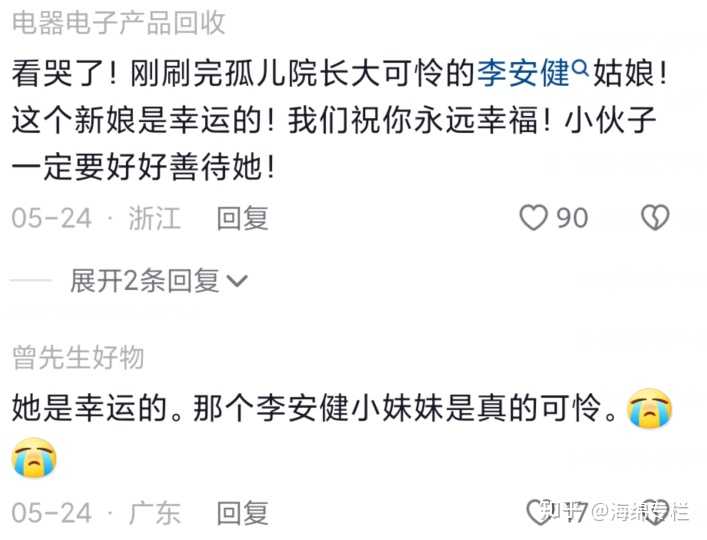 电器电子产品回收
看哭了！刚刷完孤儿院长大可怜的李安健姑娘！
这个新娘是幸运的！我们祝你永远幸福！小伙子
一定要好好善待她！
05-24 · 浙江 回复 90
展开2条回复
曾先生好物
她是幸运的。那个李安健小妹妹是真的可怜。😭
😭
05-24 · 广东 回复
知乎 @海绵专栏